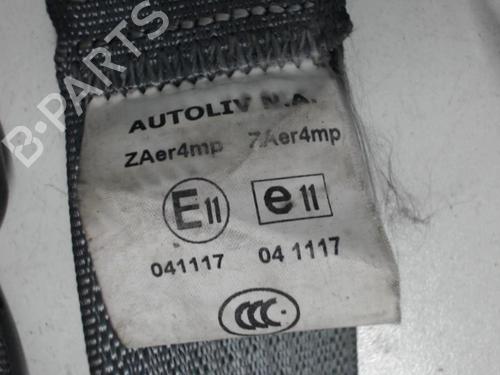 B-PARTS
AUTOLIV N.A.
ZAer4mp 7Aer4mp
E11 e11
041117 04 1117
CCC